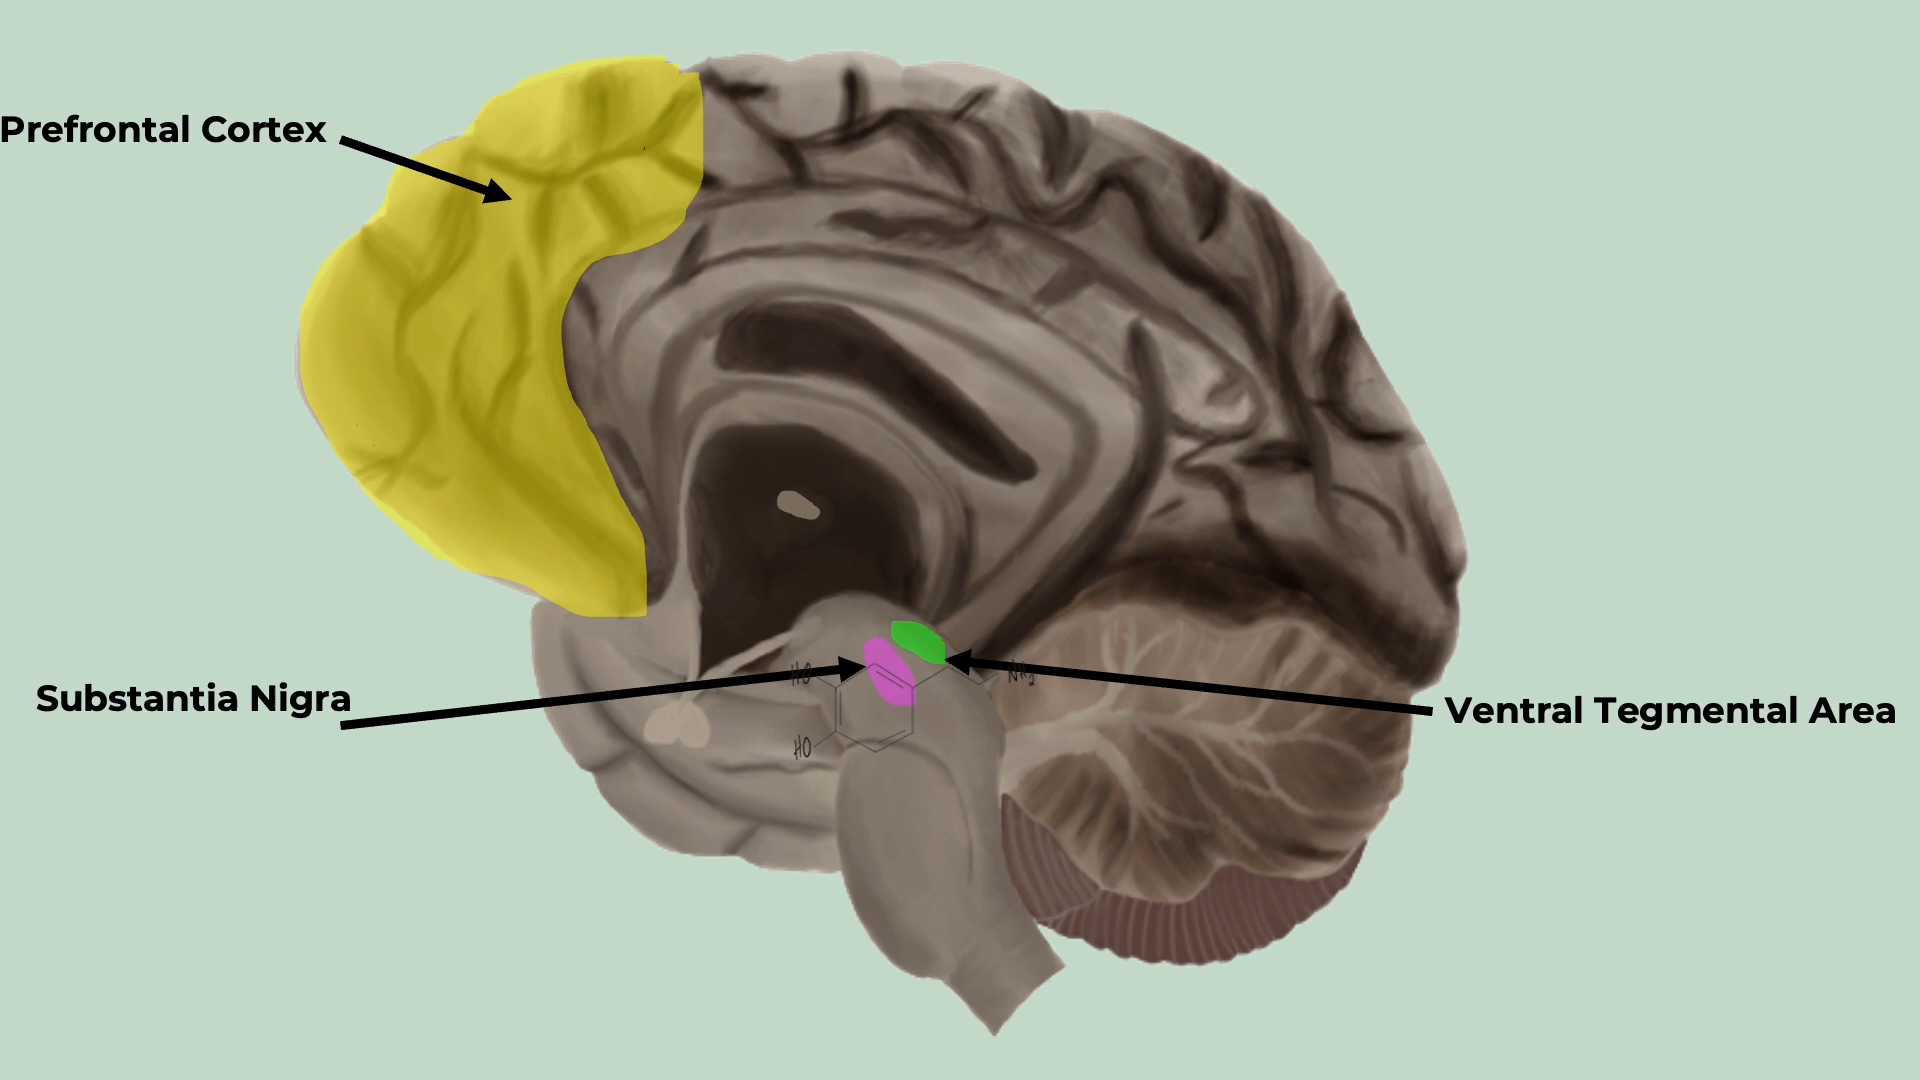 Prefrontal Cortex
Substantia Nigra
HO
NH₂
Ventral Tegmental Area
HO